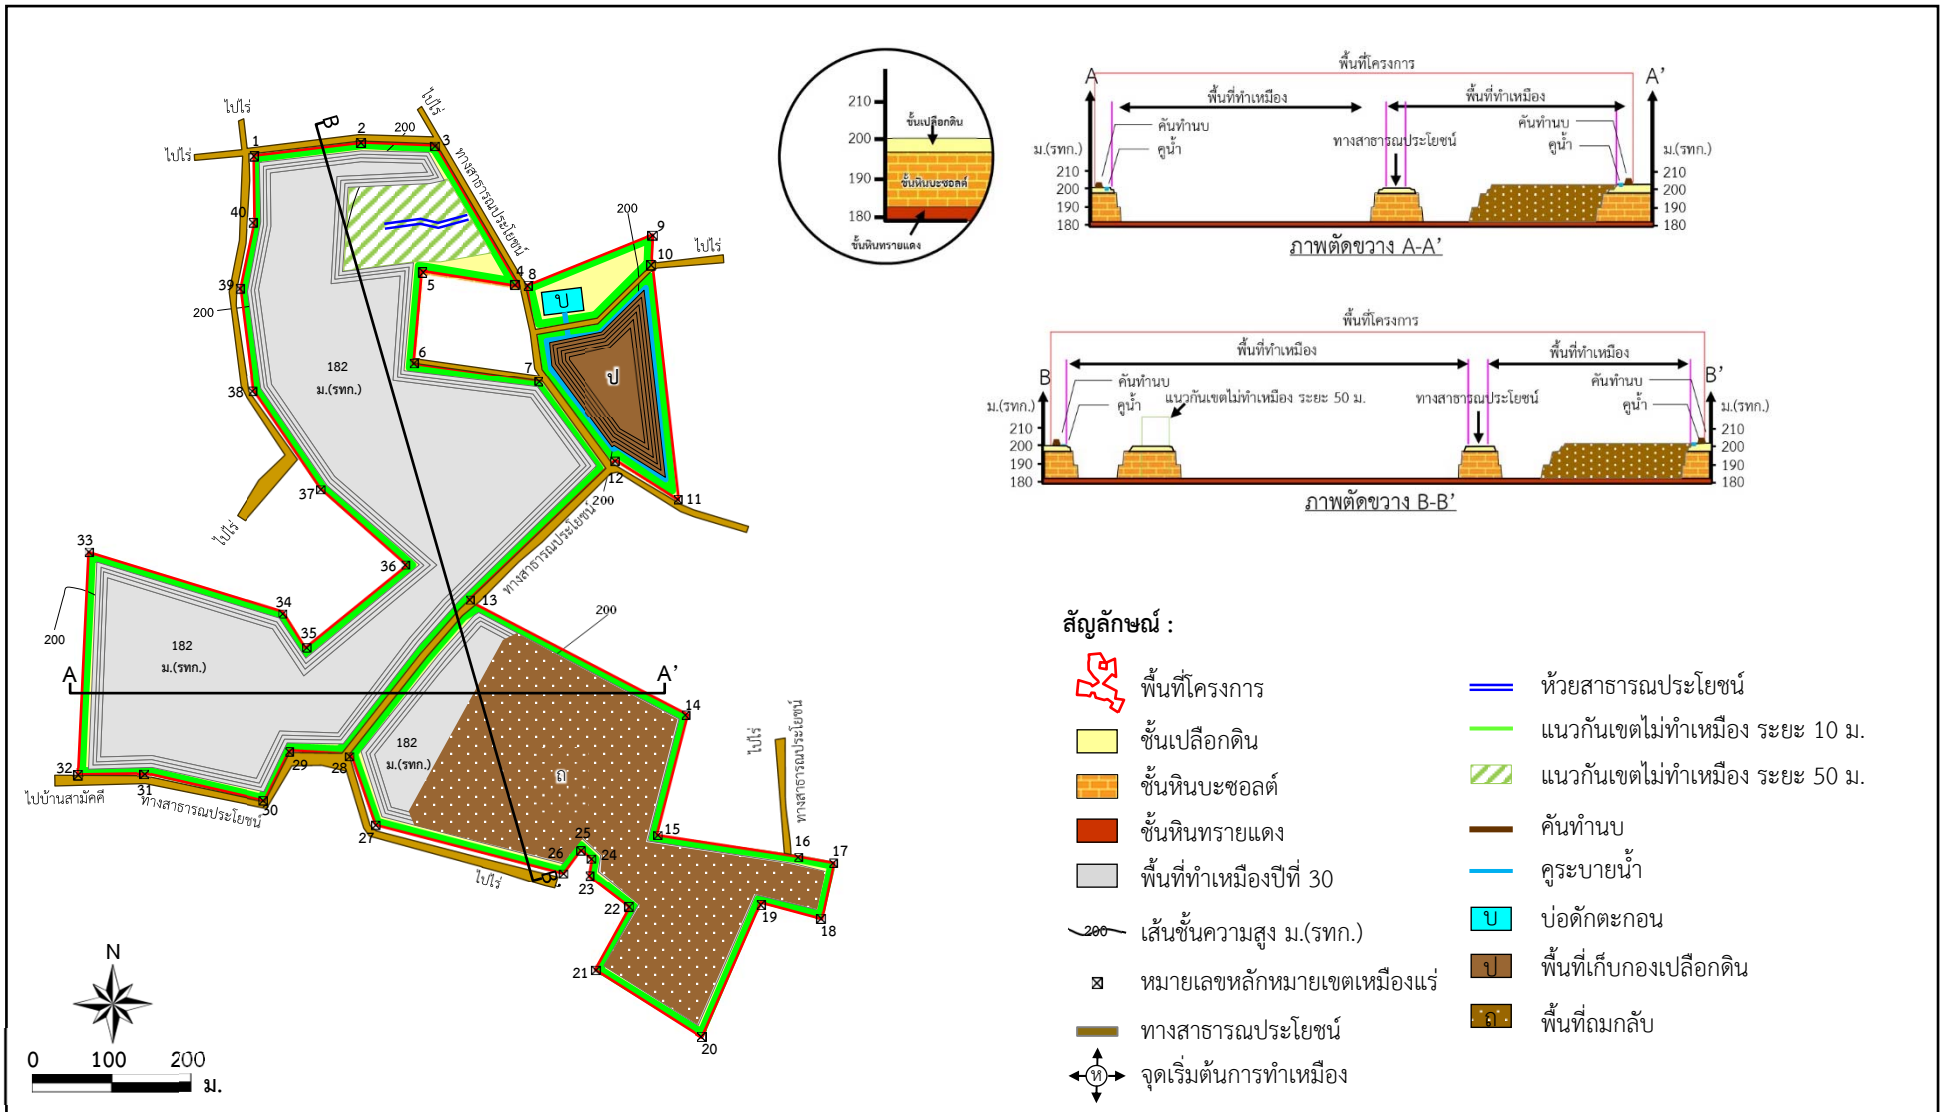 ไปไร่
ไปไร่
B
2
200
1
3
ไปไร่
ทางสาธารณประโยชน์
200
9
40
10
ไปไร่
5
4
8
39
200
บ
6
7
182
ม.(รทก.)
ป
38
12
37
200
11
ไปไร่
ทางสาธารณประโยชน์
33
36
13
34
200
200
35
182
ม.(รทก.)
A
A'
14
ไปไร่
ทางสาธารณประโยชน์
182
ม.(รทก.)
29
28
ถ
32
31
30
ไปบ้านสามัคคี
ทางสาธารณประโยชน์
27
25
15
16
17
26
24
B'
ไปไร่
23
22
19
18
21
20
N
0 100 200
ม.
210
200
190
180
ชั้นเปลือกดิน
ชั้นหินบะซอลต์
ชั้นหินทรายแดง
พื้นที่โครงการ
A
A'
พื้นที่ทำเหมือง
พื้นที่ทำเหมือง
คันทำนบ
คูน้ำ
ทางสาธารณประโยชน์
คันทำนบ
คูน้ำ
ม.(รทก.)
ม.(รทก.)
210
200
190
180
210
200
190
180
ภาพตัดขวาง A-A'
พื้นที่โครงการ
พื้นที่ทำเหมือง
พื้นที่ทำเหมือง
B
B'
คันทำนบ
คูน้ำ
แนวกันเขตไม่ทำเหมือง ระยะ 50 ม.
ทางสาธารณประโยชน์
คันทำนบ
คูน้ำ
ม.(รทก.)
ม.(รทก.)
210
200
190
180
210
200
190
180
ภาพตัดขวาง B-B'
สัญลักษณ์ :
พื้นที่โครงการ
ชั้นเปลือกดิน
ชั้นหินบะซอลต์
ชั้นหินทรายแดง
พื้นที่ทำเหมืองปีที่ 30
200 เส้นชั้นความสูง ม.(รทก.)
หมายเลขหลักหมายเขตเหมืองแร่
ทางสาธารณประโยชน์
ห จุดเริ่มต้นการทำเหมือง
ห้วยสาธารณประโยชน์
แนวกันเขตไม่ทำเหมือง ระยะ 10 ม.
แนวกันเขตไม่ทำเหมือง ระยะ 50 ม.
คันทำนบ
คูระบายน้ำ
บ บ่อดักตะกอน
ป พื้นที่เก็บกองเปลือกดิน
ถ พื้นที่ถมกลับ